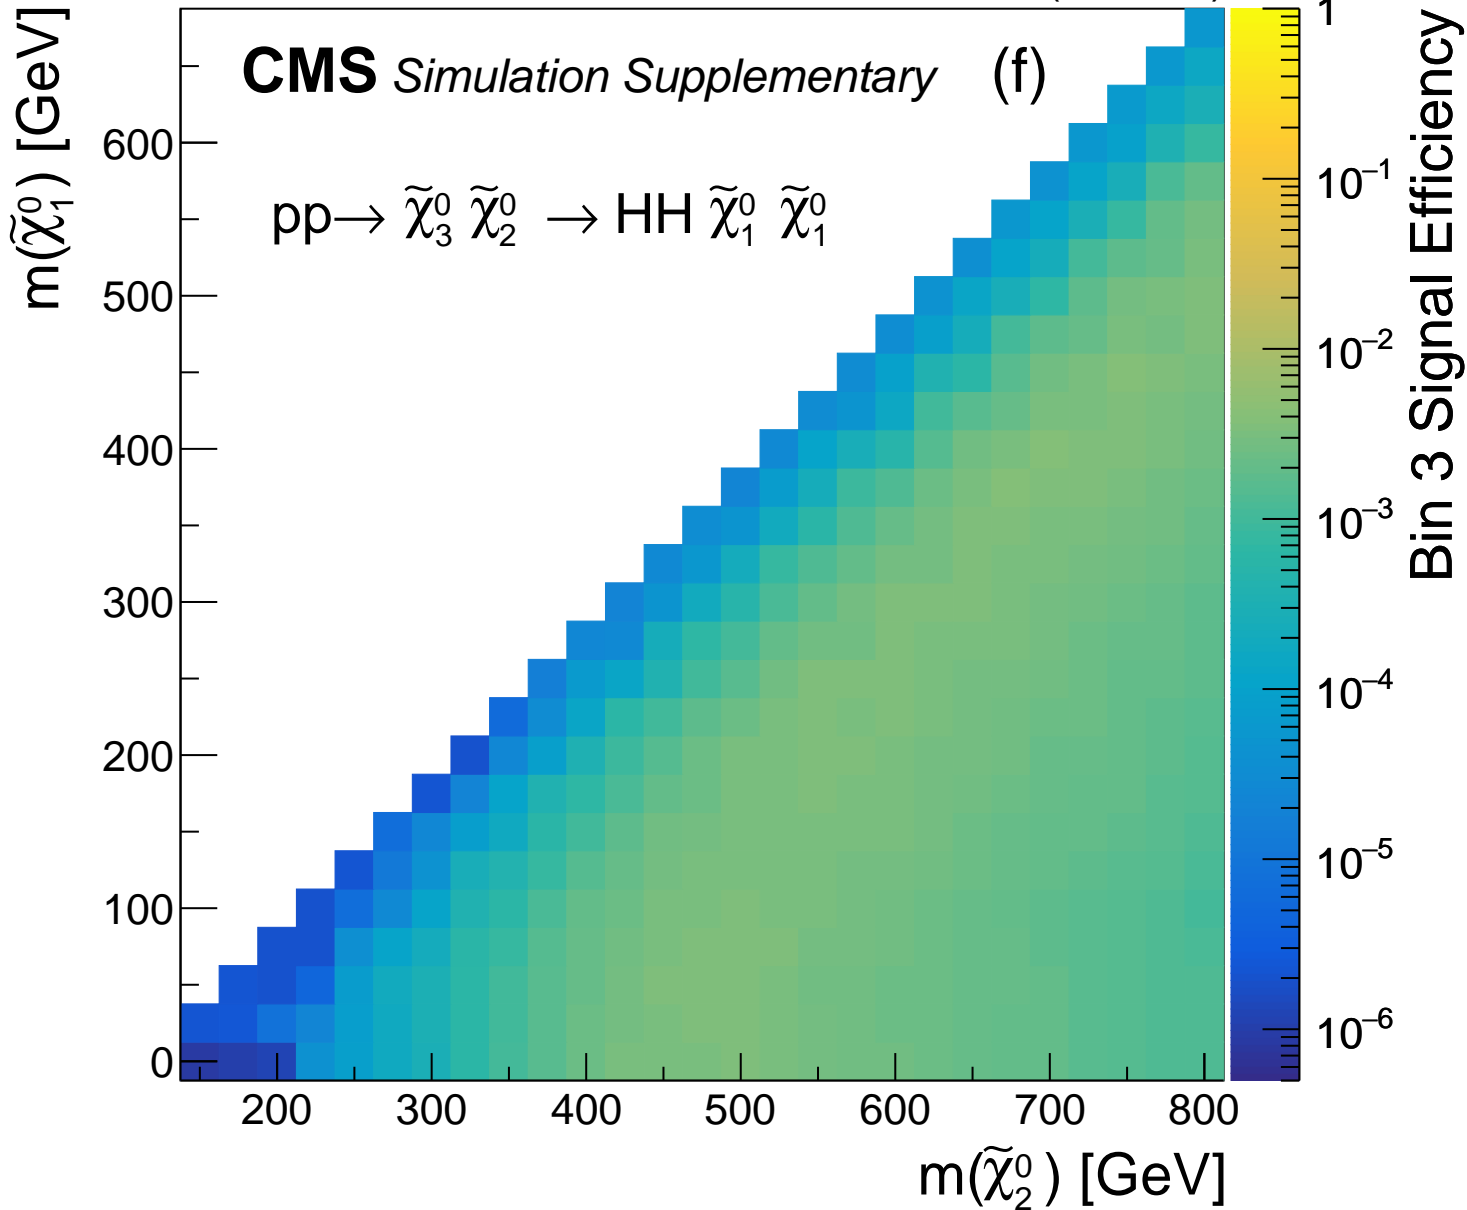 CMS Simulation Supplementary (f)
pp→ χ̃⁰₃ χ̃⁰₂ → HH χ̃⁰₁ χ̃⁰₁
m(χ̃⁰₁) [GeV]
600
500
400
300
200
100
0
200 300 400 500 600 700 800
m(χ̃⁰₂) [GeV]
1
10⁻¹
10⁻²
10⁻³
10⁻⁴
10⁻⁵
10⁻⁶
Bin 3 Signal Efficiency